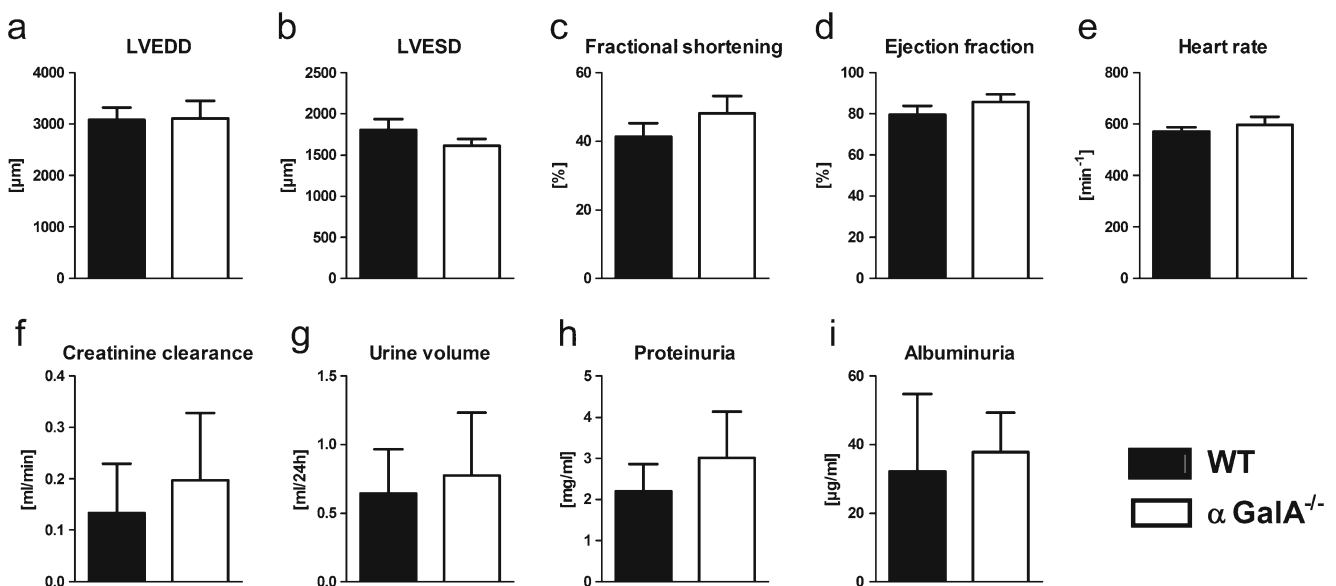 a
LVEDD
[µm]
4000
3000
2000
1000
0
b
LVESD
[µm]
2500
2000
1500
1000
500
0
c
Fractional shortening
[%]
60
40
20
0
d
Ejection fraction
[%]
100
80
60
40
20
0
e
Heart rate
[min⁻¹]
800
600
400
200
0
f
Creatinine clearance
[ml/min]
0.4
0.3
0.2
0.1
0.0
g
Urine volume
[ml/24h]
1.5
1.0
0.5
0.0
h
Proteinuria
[mg/ml]
5
4
3
2
1
0
i
Albuminuria
[µg/ml]
60
40
20
0
WT
α GalA⁻/⁻